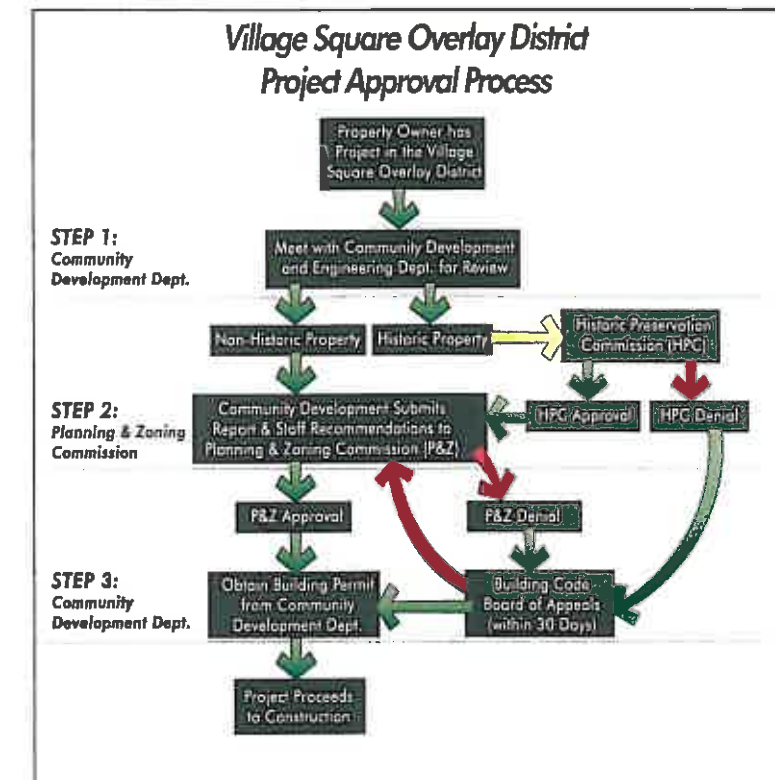 Village Square Overlay District
Project Approval Process
Property Owner has
Project in the Village
Square Overlay District
STEP 1:
Community
Development Dept.
Meet with Community Development
and Engineering Dept. for Review
Non-Historic Property
Historic Property
Historic Preservation
Commission (HPC)
STEP 2:
Planning & Zoning
Commission
Community Development Submits
Report & Staff Recommendations to
Planning & Zoning Commission (P&Z)
HPC Approval
HPC Denial
P&Z Approval
P&Z Denial
STEP 3:
Community
Development Dept.
Obtain Building Permit
from Community
Development Dept.
Building Code
Board of Appeals
(within 30 Days)
Project Proceeds
to Construction